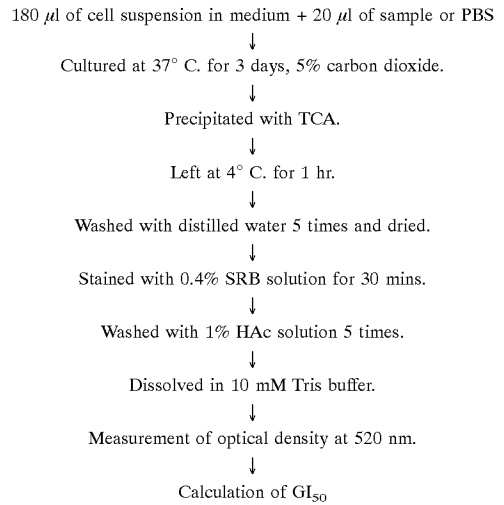 180 μl of cell suspension in medium + 20 μl of sample or PBS
↓
Cultured at 37° C. for 3 days, 5% carbon dioxide.
↓
Precipitated with TCA.
↓
Left at 4° C. for 1 hr.
↓
Washed with distilled water 5 times and dried.
↓
Stained with 0.4% SRB solution for 30 mins.
↓
Washed with 1% HAc solution 5 times.
↓
Dissolved in 10 mM Tris buffer.
↓
Measurement of optical density at 520 nm.
↓
Calculation of GI₅₀